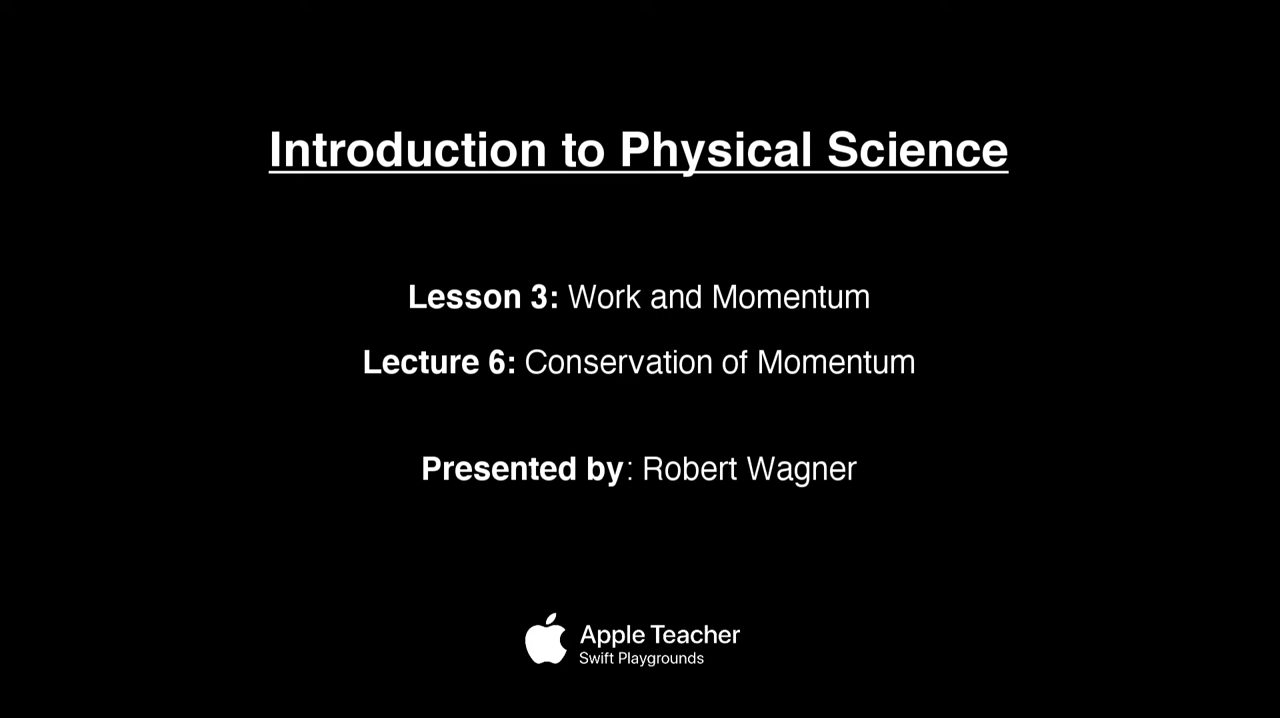 Introduction to Physical Science
Lesson 3: Work and Momentum
Lecture 6: Conservation of Momentum
Presented by: Robert Wagner
Apple Teacher
Swift Playgrounds